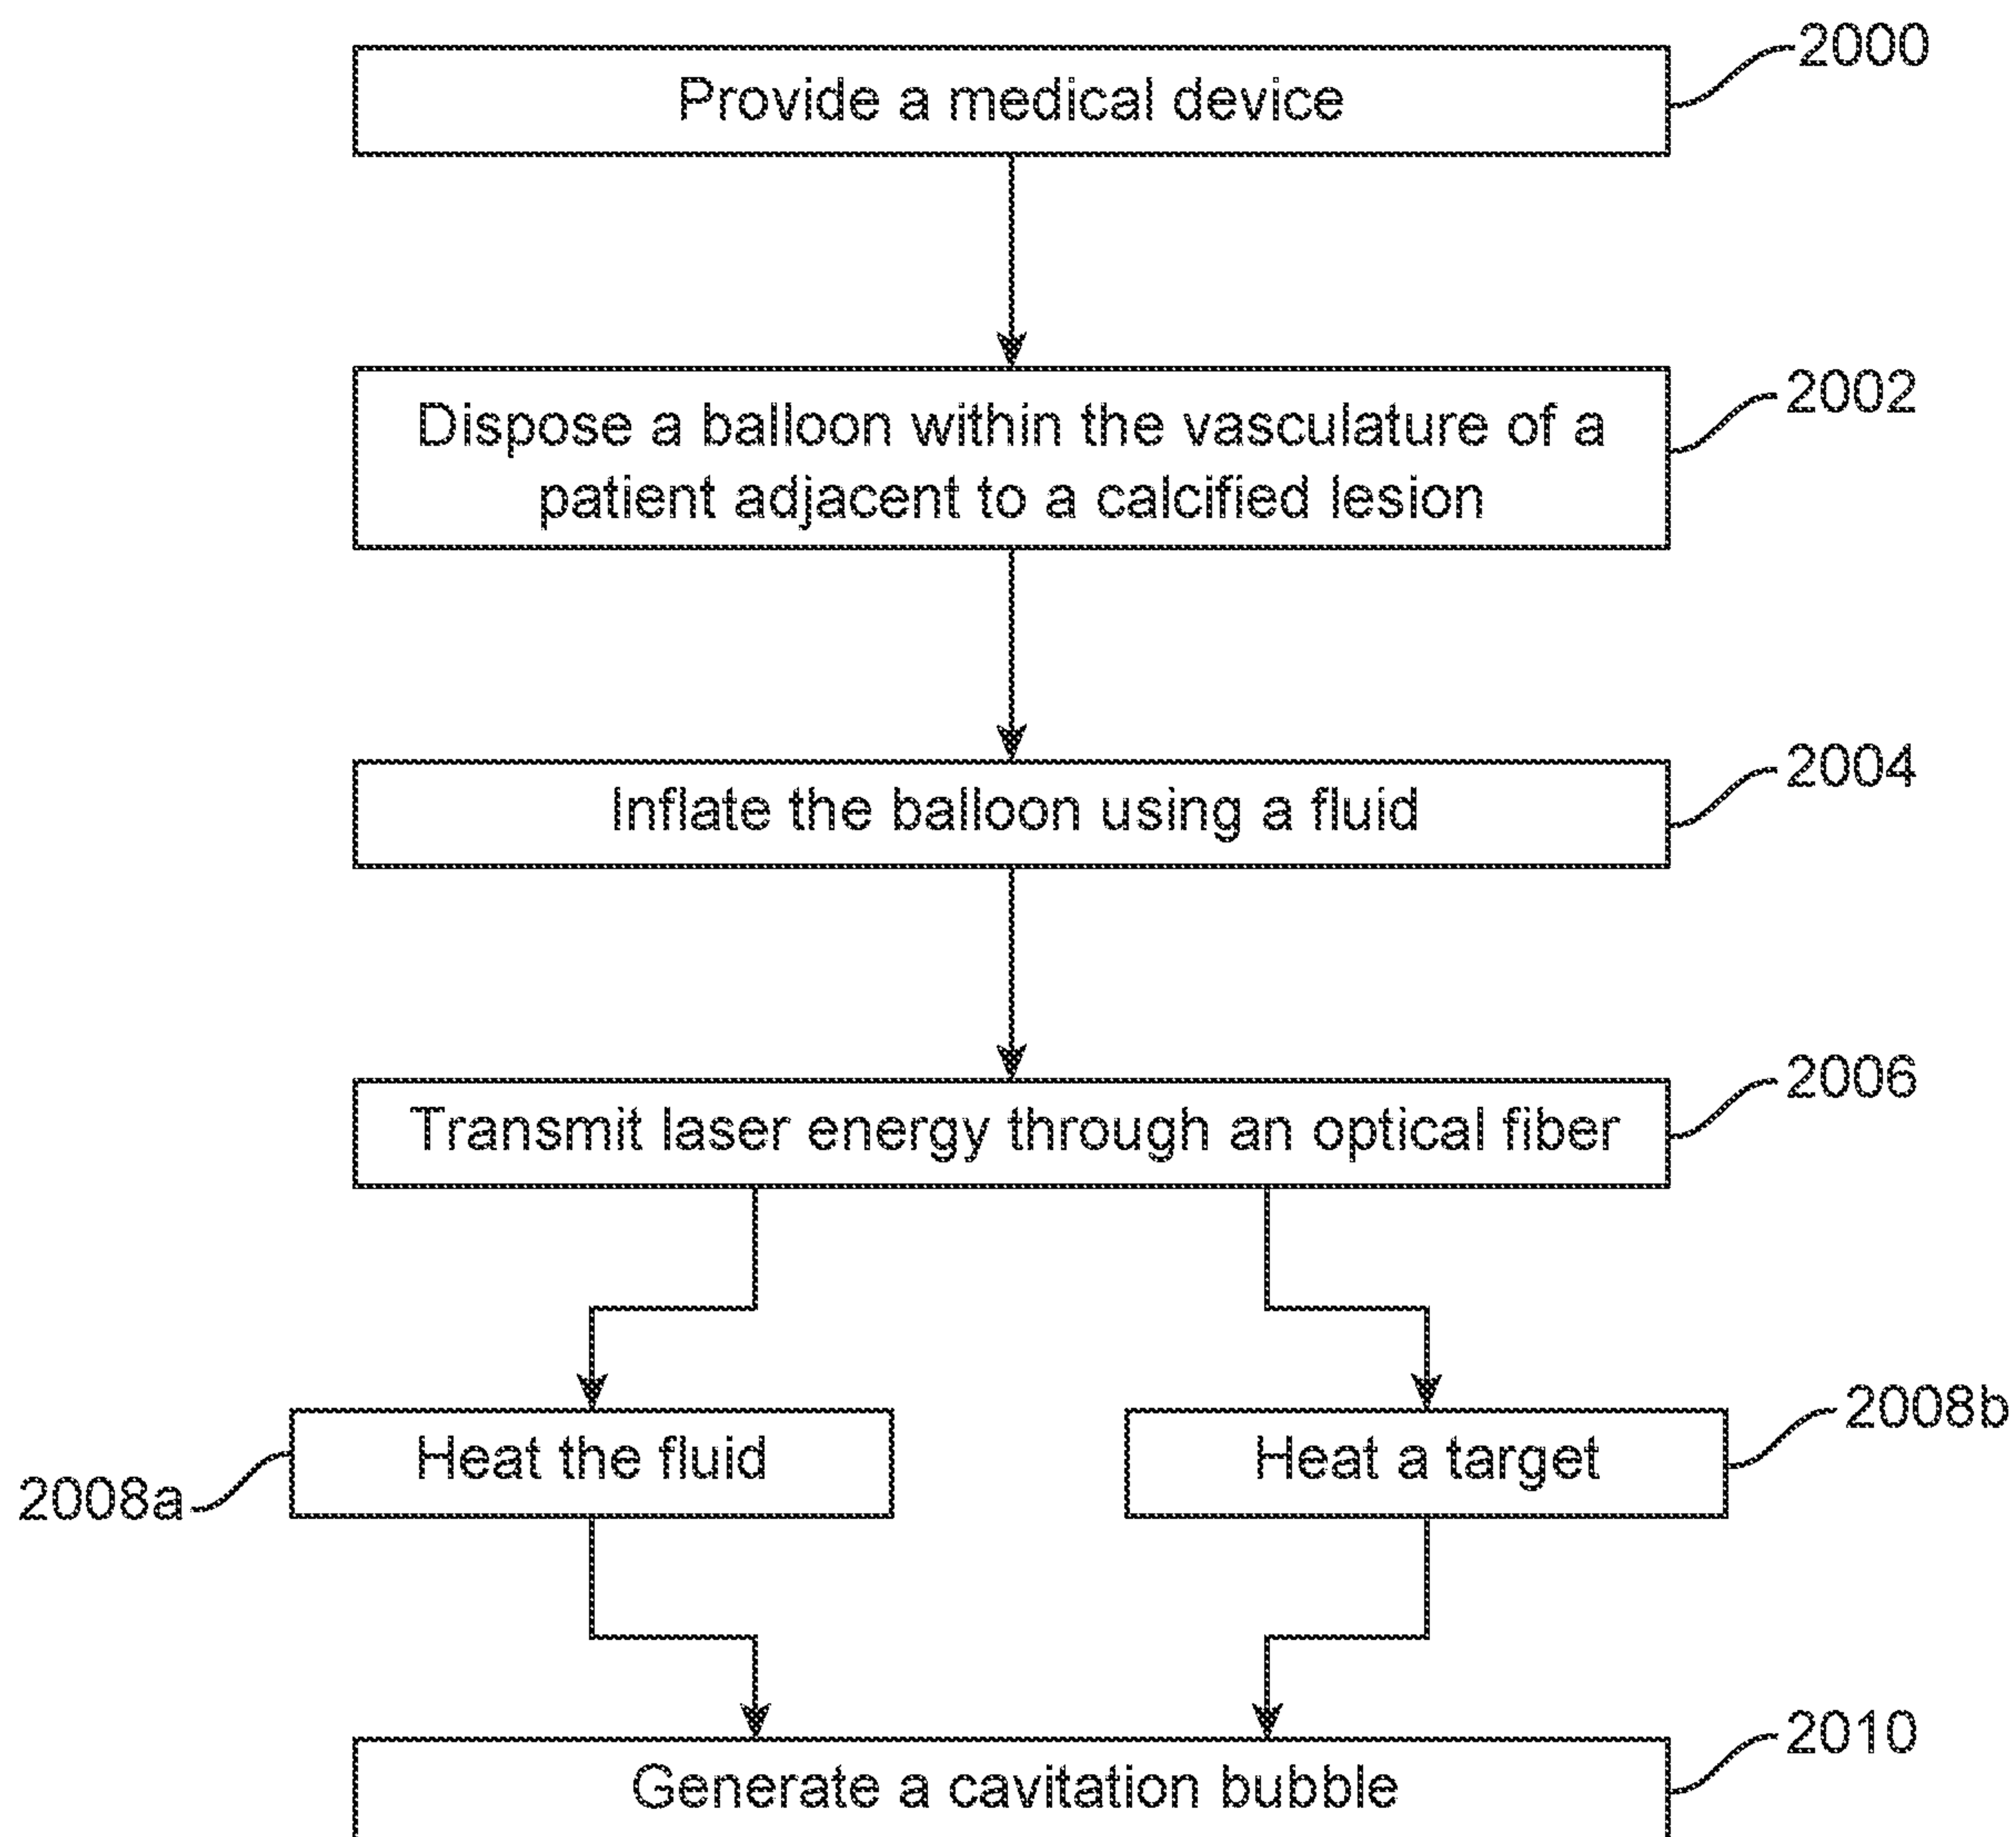 2000
Provide a medical device
2002
Dispose a balloon within the vasculature of a
patient adjacent to a calcified lesion
2004
Inflate the balloon using a fluid
2006
Transmit laser energy through an optical fiber
2008a
Heat the fluid
Heat a target
2008b
2010
Generate a cavitation bubble